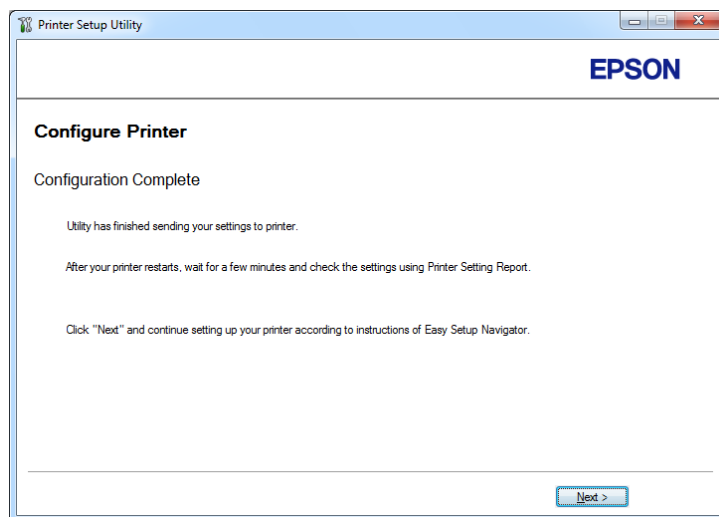 Printer Setup Utility
EPSON
Configure Printer
Configuration Complete
Utility has finished sending your settings to printer.
After your printer restarts, wait for a few minutes and check the settings using Printer Setting Report.
Click "Next" and continue setting up your printer according to instructions of Easy Setup Navigator.
Next >